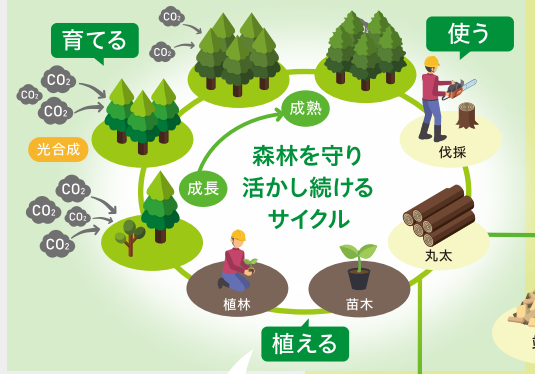 CO₂
育てる
CO₂
CO₂
使う
CO₂
CO₂
CO₂
成熟
光合成
森林を守り
活かし続ける
サイクル
伐採
成長
CO₂
CO₂
CO₂
CO₂
丸太
植林
苗木
植える